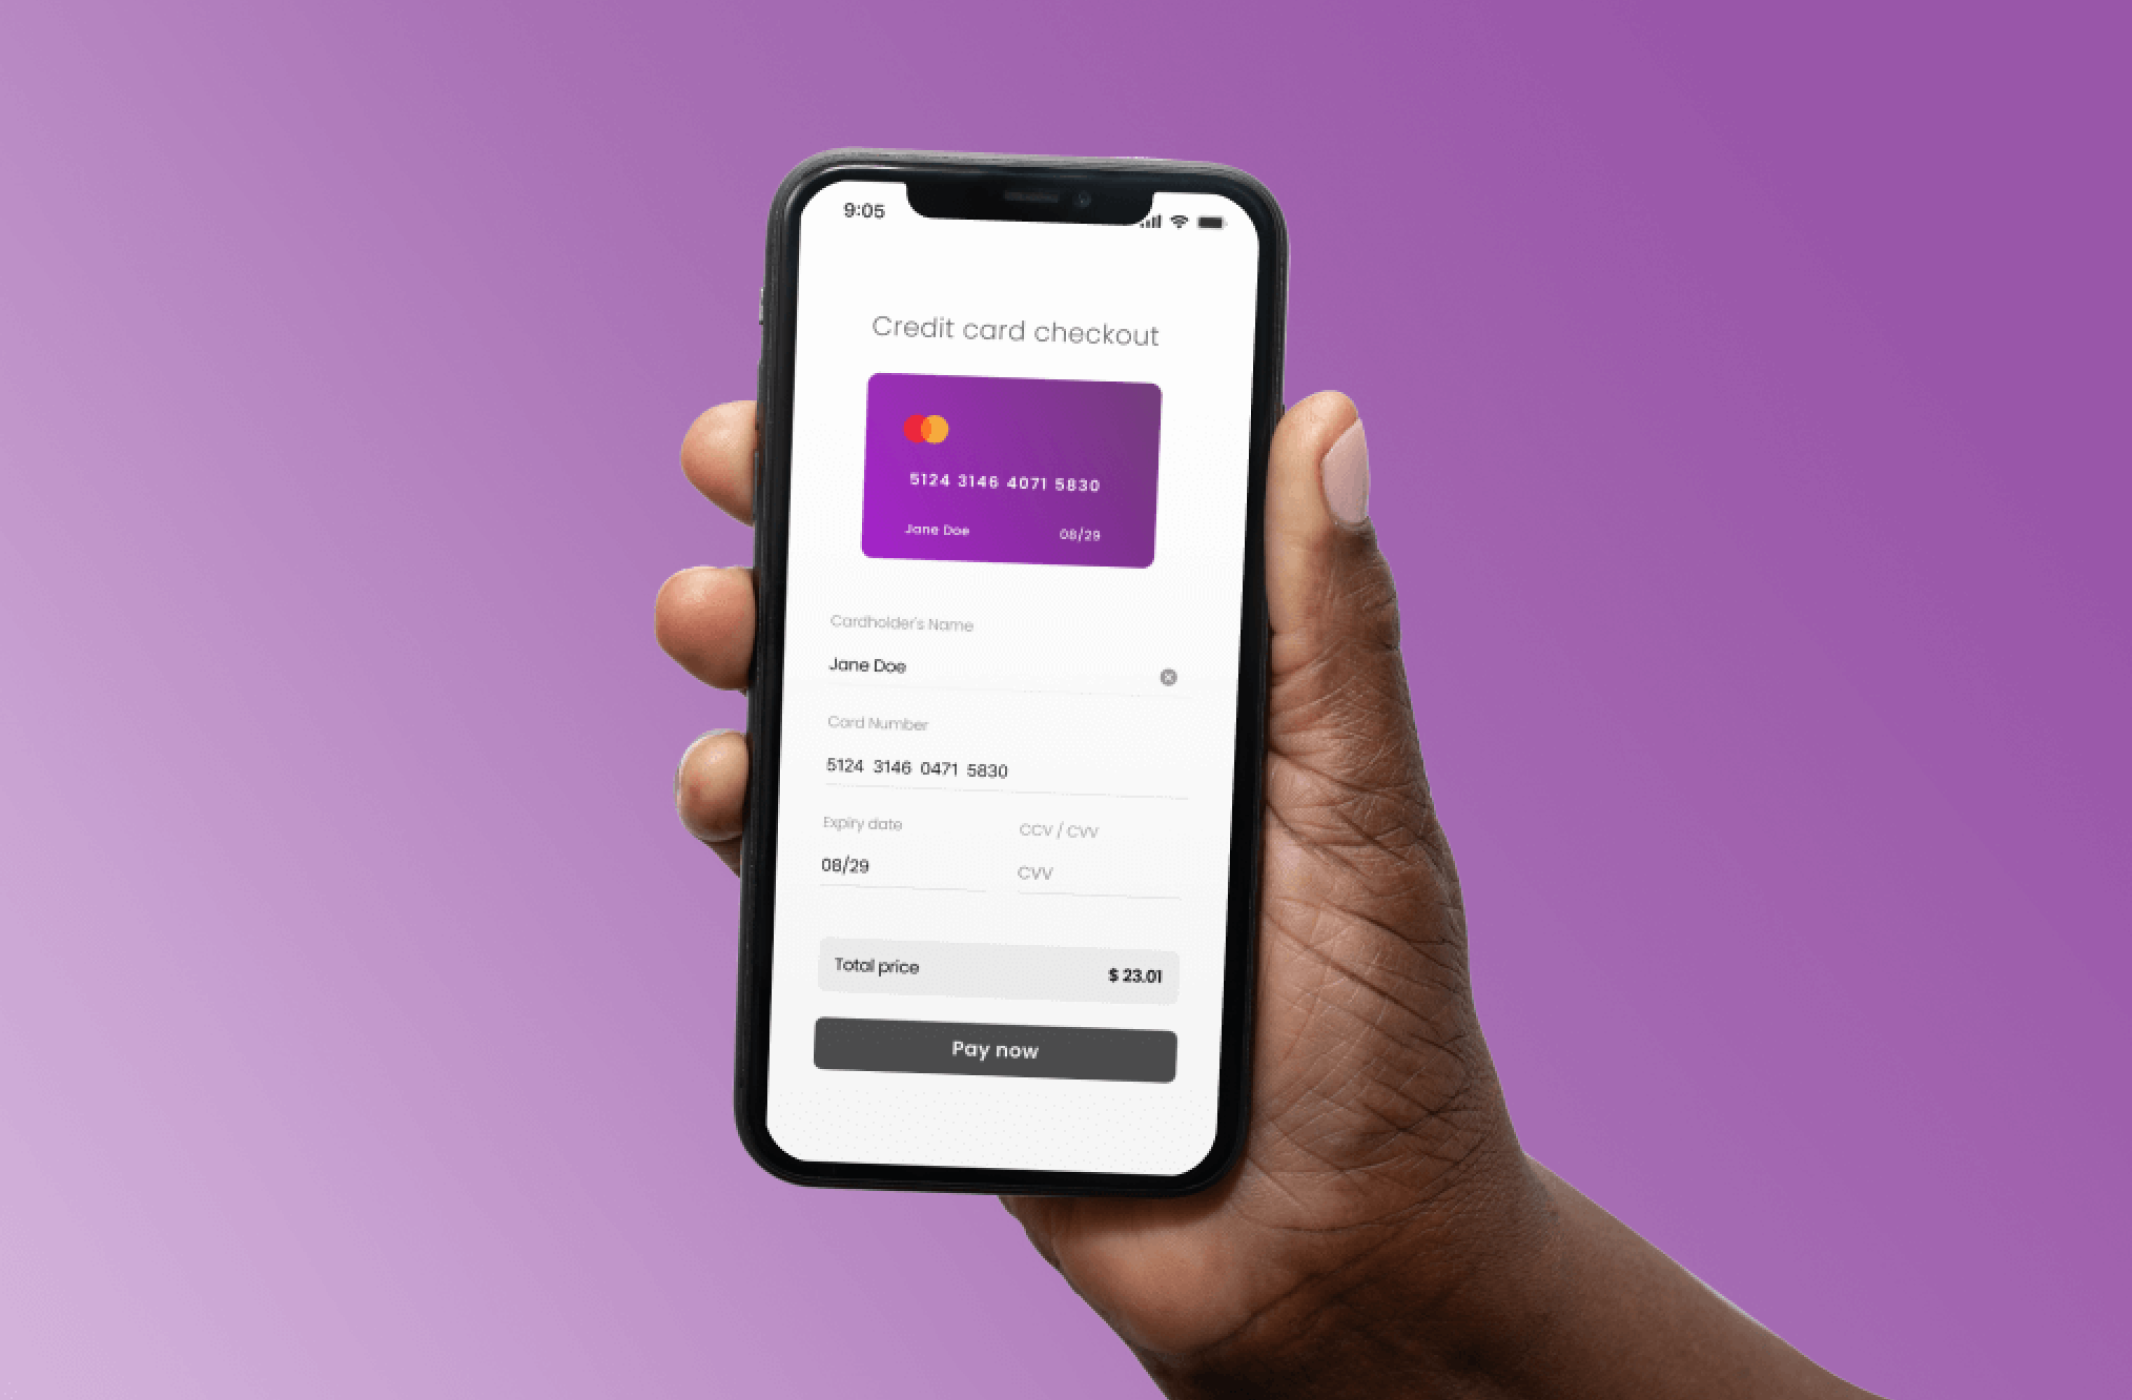 9:05
Credit card checkout
5124 3146 4071 5830
Jane Doe 08/29
Cardholder's Name
Jane Doe
Card Number
5124 3146 0471 5830
Expiry date CCV / CVV
08/29 CVV
Total price $ 23.01
Pay now